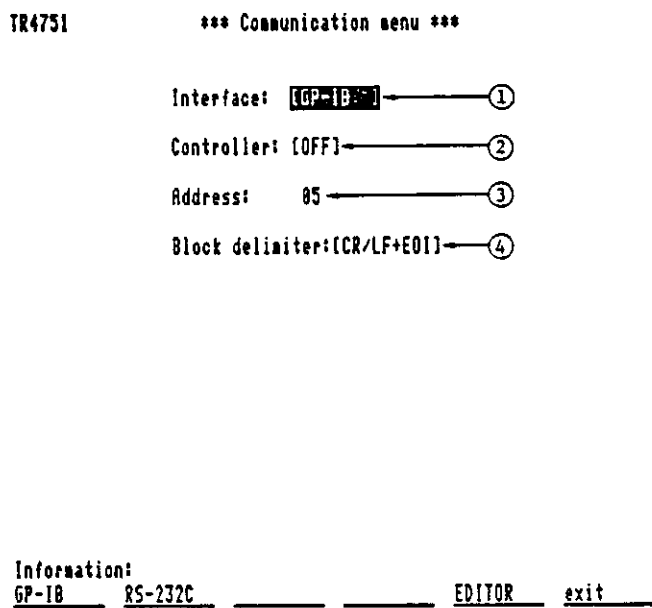 TR4751 *** Communication menu ***
Interface: [GP-IB ] ①
Controller: [OFF] ②
Address: 05 ③
Block delimiter:[CR/LF+EOI] ④
Information:
GP-IB RS-232C EDITOR exit